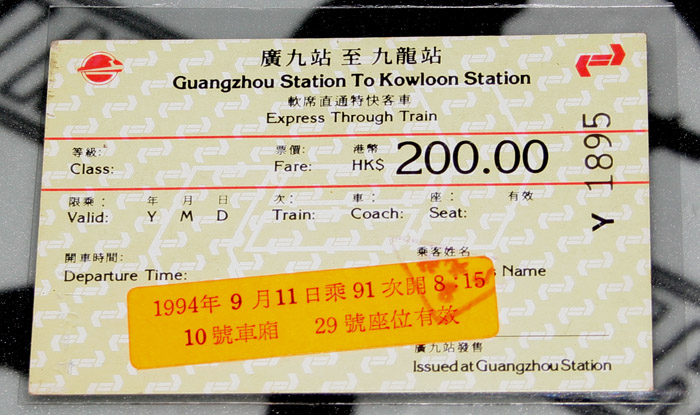 廣九站 至 九龍站
Guangzhou Station To Kowloon Station
軟席直通特快客車
Express Through Train
等級: 票價: 港幣
Class: Fare: HK$ 200.00
限乘: 年 月 日 次: 車: 座: 有效
Valid: Y M D Train: Coach: Seat:
Y 1895
開車時間: 乘客姓名
Departure Time: s Name
1994年 9 月 11 日乘 91 次開 8:15
10 號車廂 29 號座位有效
廣九站發售
Issued at Guangzhou Station